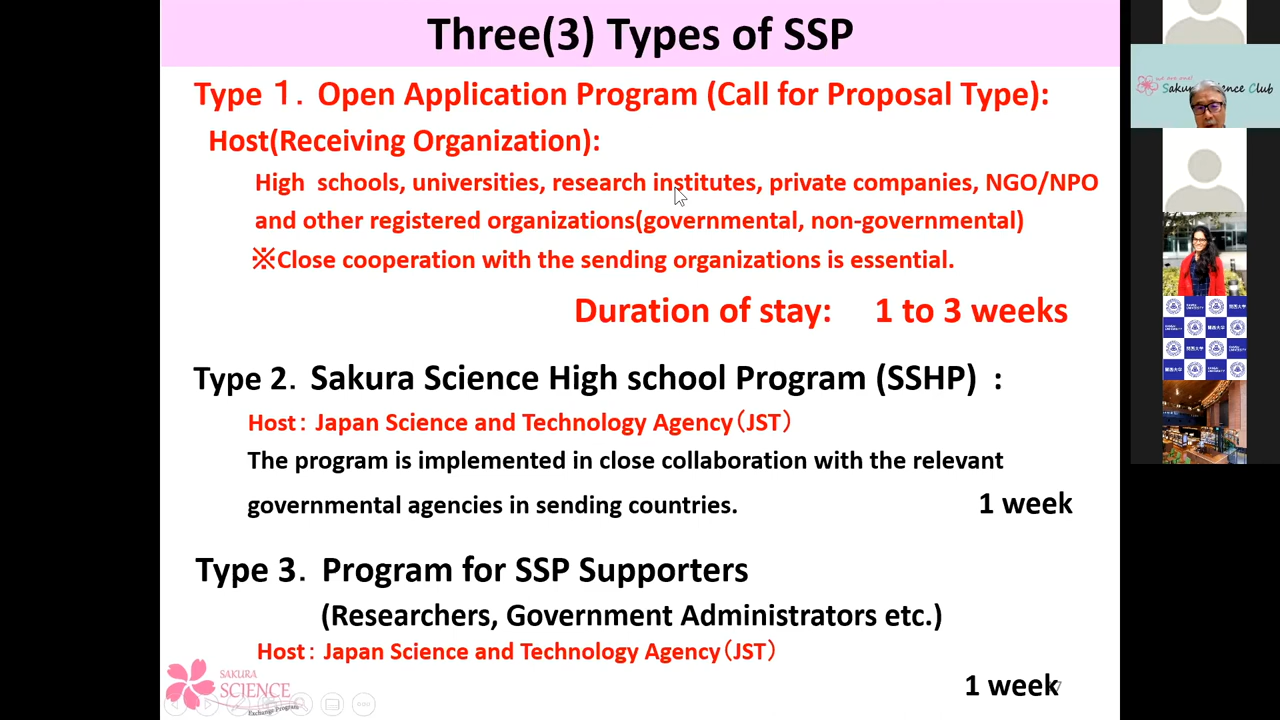 Three(3) Types of SSP
Type １. Open Application Program (Call for Proposal Type):
Host(Receiving Organization):
High schools, universities, research institutes, private companies, NGO/NPO
and other registered organizations(governmental, non-governmental)
※Close cooperation with the sending organizations is essential.
Duration of stay: 1 to 3 weeks
Type 2. Sakura Science High school Program (SSHP) :
Host： Japan Science and Technology Agency（JST）
The program is implemented in close collaboration with the relevant
governmental agencies in sending countries. 1 week
Type 3. Program for SSP Supporters
(Researchers, Government Administrators etc.)
Host： Japan Science and Technology Agency（JST）
1 week
7
SAKURA
SCIENCE
Exchange Program
we are one!
Club